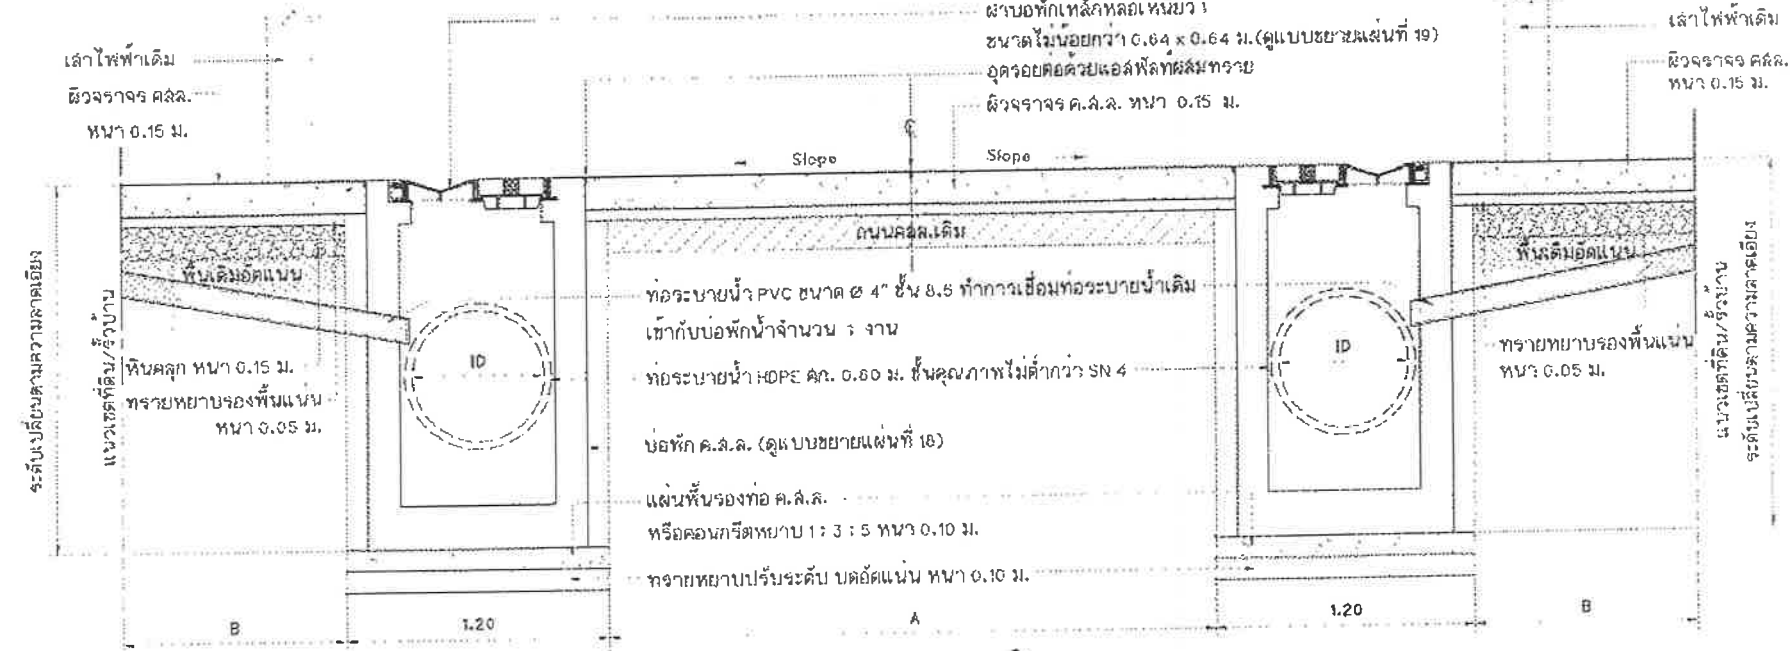 ฝาบ่อพักเหล็กหล่อเหนียว
ขนาดไม่น้อยกว่า 0.64 x 0.64 ม.(ดูแบบขยายแผ่นที่ 19)
อุดรอยต่อด้วยแอสฟัลท์ผสมทราย
ผิวจราจร ค.ส.ล. หนา 0.15 ม.
เสาไฟฟ้าเดิม
ผิวจราจร คสล.
หนา 0.15 ม.
เสาไฟฟ้าเดิม
ผิวจราจร คสล.
หนา 0.15 ม.
Slope
Slope
ถนนคสล.เดิม
พื้นเดิมอัดแน่น
พื้นเดิมอัดแน่น
ท่อระบายน้ำ PVC ขนาด Ø 4" ชั้น 8.5 ทำการเชื่อมท่อระบายน้ำเดิม
เข้ากับบ่อพักน้ำจำนวน 1 งาน
ท่อระบายน้ำ HDPE ศก. 0.60 ม. ชั้นคุณภาพไม่ต่ำกว่า SN 4
บ่อพัก ค.ส.ล. (ดูแบบขยายแผ่นที่ 18)
แผ่นพื้นรองท่อ ค.ส.ล.
หรือคอนกรีตหยาบ 1 : 3 : 5 หนา 0.10 ม.
ทรายหยาบปรับระดับ บดอัดแน่น หนา 0.10 ม.
ID
ID
หินคลุก หนา 0.15 ม.
ทรายหยาบรองพื้นแน่น
หนา 0.05 ม.
ทรายหยาบรองพื้นแน่น
หนา 0.05 ม.
ระดับเปลี่ยนตามความลาดเอียง
แนวเขตที่ดิน/รั้วบ้าน
แนวเขตที่ดิน/รั้วบ้าน
ระดับเปลี่ยนตามความลาดเอียง
B
1.20
A
1.20
B